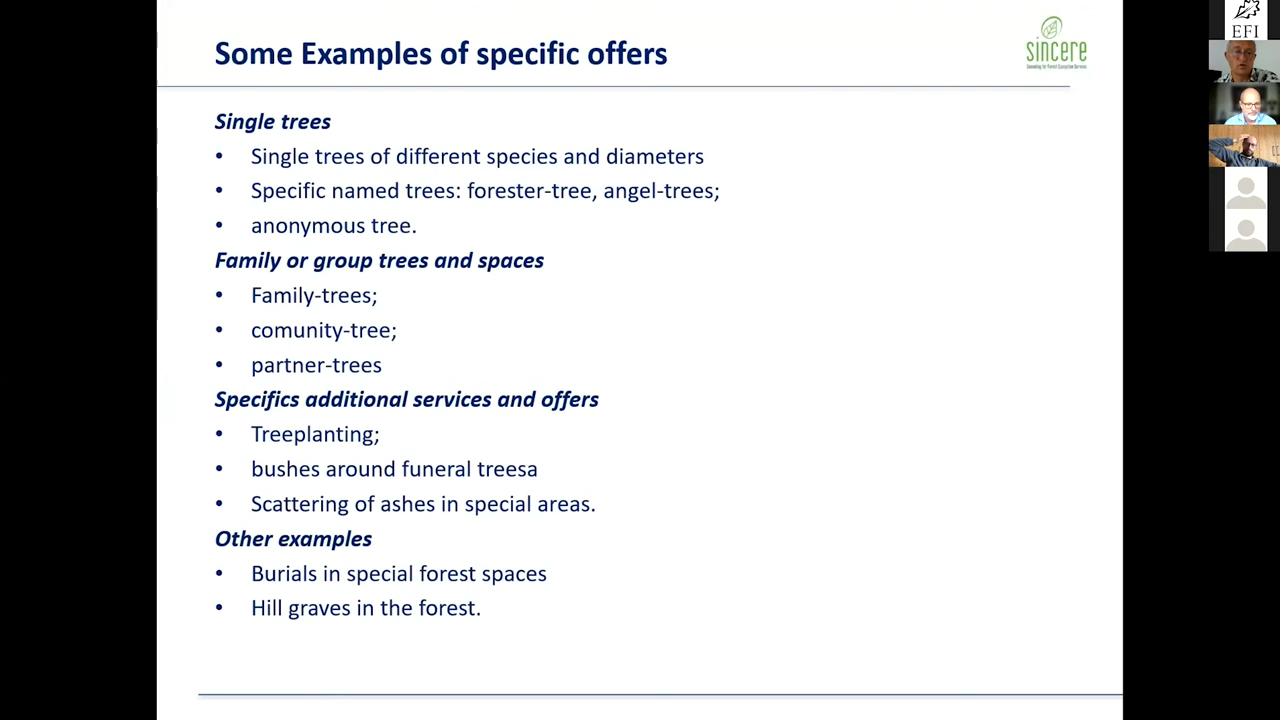 Some Examples of specific offers
sincere
EFI
Single trees
• Single trees of different species and diameters
• Specific named trees: forester-tree, angel-trees;
• anonymous tree.
Family or group trees and spaces
• Family-trees;
• comunity-tree;
• partner-trees
Specifics additional services and offers
• Treeplanting;
• bushes around funeral treesa
• Scattering of ashes in special areas.
Other examples
• Burials in special forest spaces
• Hill graves in the forest.